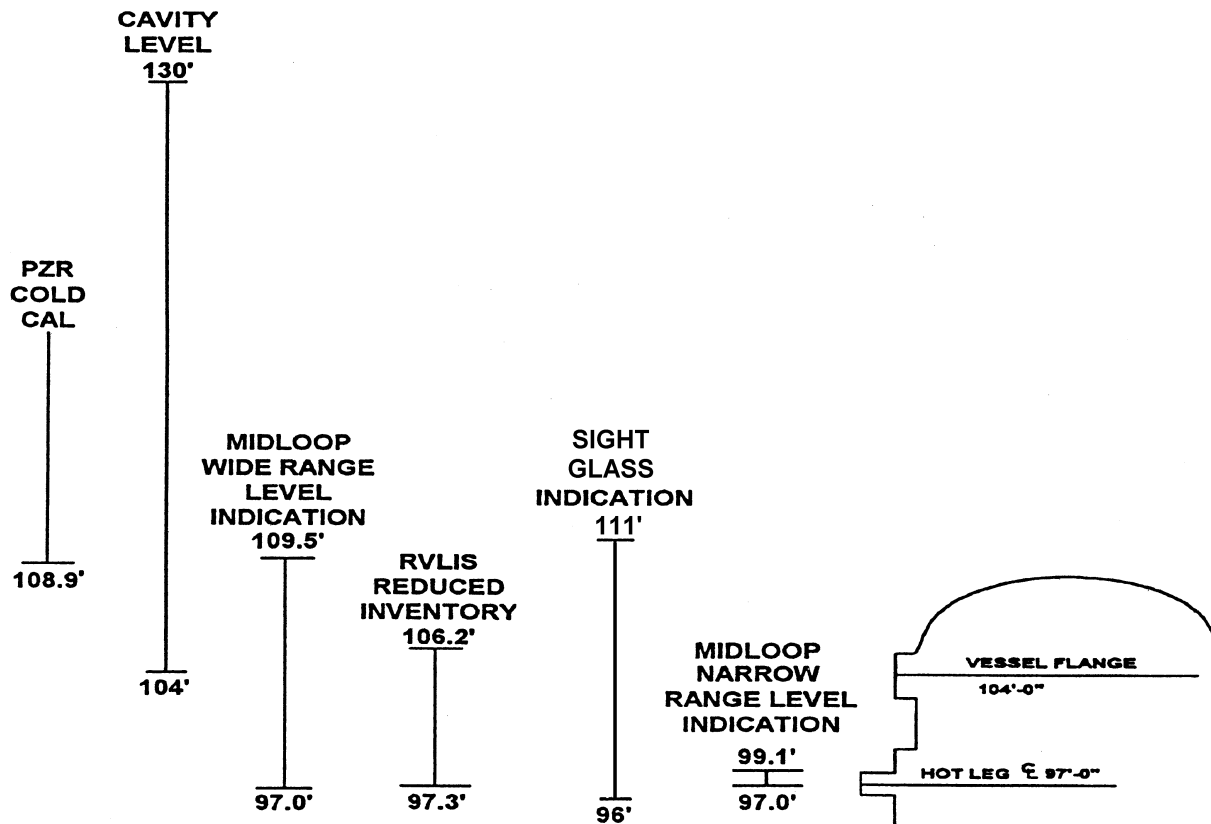 CAVITY
LEVEL
130'
104'
PZR
COLD
CAL
108.9'
MIDLOOP
WIDE RANGE
LEVEL
INDICATION
109.5'
97.0'
RVLIS
REDUCED
INVENTORY
106.2'
97.3'
SIGHT
GLASS
INDICATION
111'
96'
MIDLOOP
NARROW
RANGE LEVEL
INDICATION
99.1'
97.0'
VESSEL FLANGE
104'-0"
HOT LEG ℄ 97'-0"